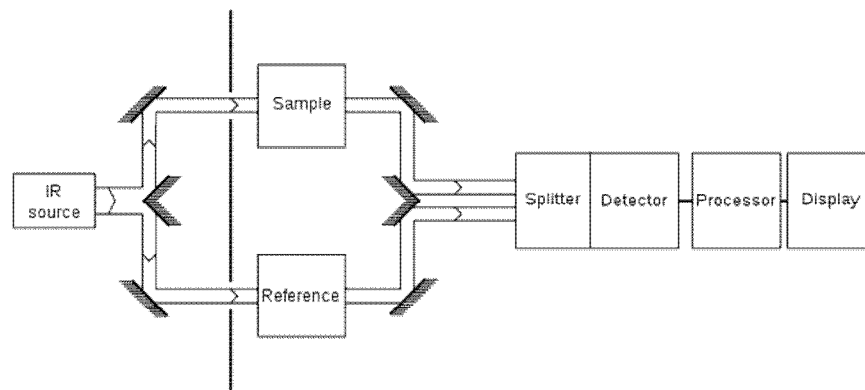 Sample
IR
source
Splitter
Detector
Processor
Display
Reference